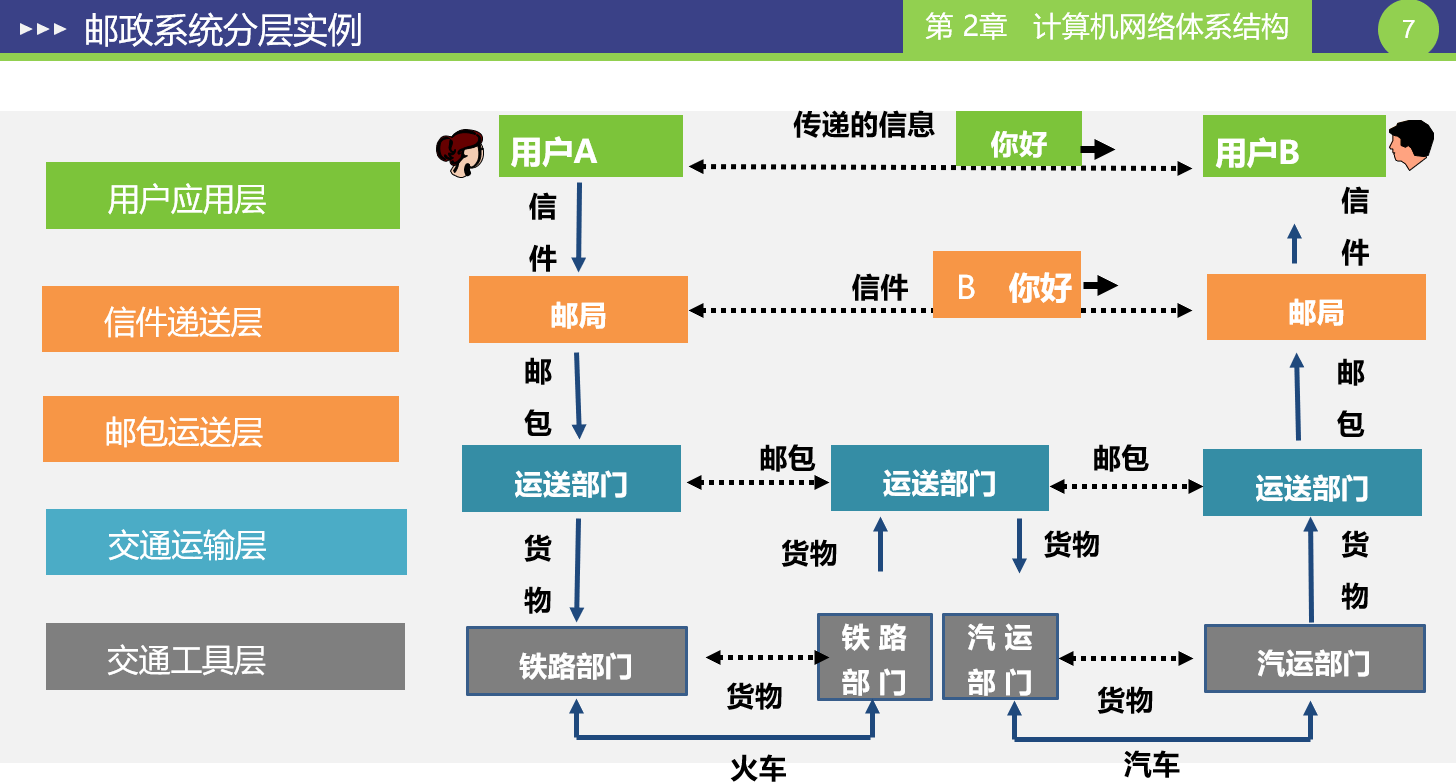 邮政系统分层实例
第 2章 计算机网络体系结构
7
传递的信息
用户A
你好
用户B
用户应用层
信
件
信
件
信件
B 你好
信件递送层
邮局
邮局
邮
包
邮
包
邮包运送层
邮包
邮包
运送部门
运送部门
运送部门
交通运输层
货
物
货物
货物
货
物
交通工具层
铁路部门
铁 路
部 门
汽 运
部 门
汽运部门
货物
货物
火车
汽车